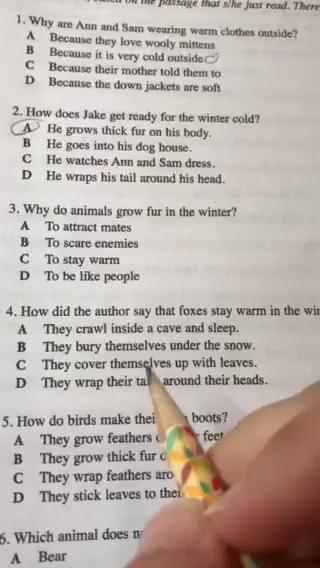 the passage that s/he just read. There
1. Why are Ann and Sam wearing warm clothes outside?
A Because they love wooly mittens
B Because it is very cold outside
C Because their mother told them to
D Because the down jackets are soft
2. How does Jake get ready for the winter cold?
A He grows thick fur on his body.
B He goes into his dog house.
C He watches Ann and Sam dress.
D He wraps his tail around his head.
3. Why do animals grow fur in the winter?
A To attract mates
B To scare enemies
C To stay warm
D To be like people
4. How did the author say that foxes stay warm in the
A They crawl inside a cave and sleep.
B They bury themselves under the snow.
C They cover themselves up with leaves.
D They wrap their around their heads.
5. How do birds make boots?
A They grow feathers feet
B They grow thick fur
C They wrap feathers
D They stick leaves to
6. Which animal does
A Bear